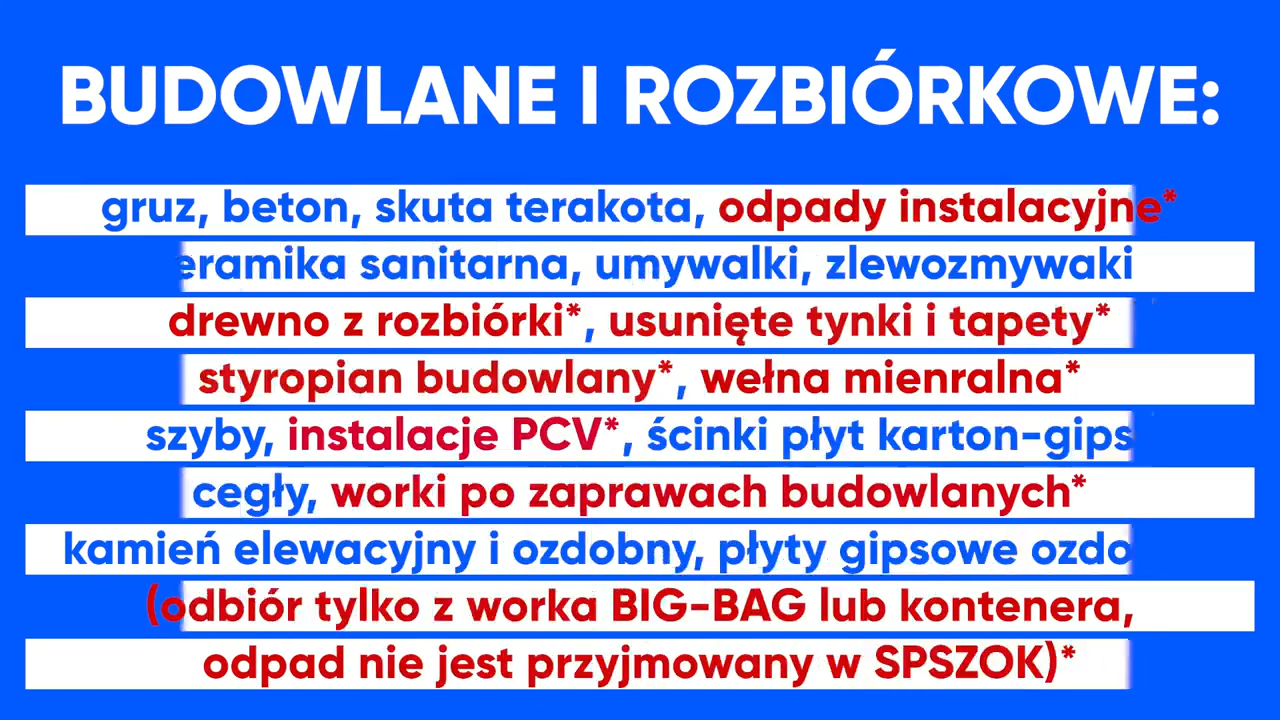 BUDOWLANE I ROZBIÓRKOWE:
gruz, beton, skuta terakota, odpady instalacyjne*
eramika sanitarna, umywalki, zlewozmywaki
drewno z rozbiórki*, usunięte tynki i tapety*
styropian budowlany*, wełna mienralna*
szyby, instalacje PCV*, ścinki płyt karton-gips
cegły, worki po zaprawach budowlanych*
kamień elewacyjny i ozdobny, płyty gipsowe ozdo
(odbiór tylko z worka BIG-BAG lub kontenera,
odpad nie jest przyjmowany w SPSZOK)*